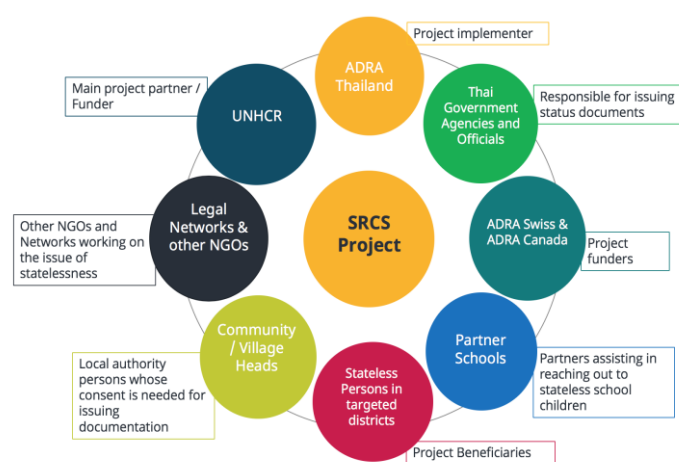 Project implementer
ADRA
Thailand
Main project partner /
Funder
UNHCR
Thai
Government
Agencies and
Officials
Responsible for issuing
status documents
Legal
Networks &
other NGOs
Other NGOs and
Networks working on
the issue of
statelessness
SRCS
Project
ADRA Swiss &
ADRA Canada
Project
funders
Community
/ Village
Heads
Local authority
persons whose
consent is needed for
issuing
documentation
Partner
Schools
Partners assisting in
reaching out to
stateless school
children
Stateless
Persons in
targeted
districts
Project Beneficiaries